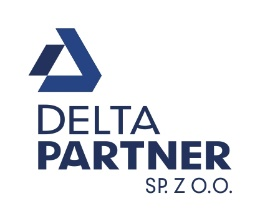 DELTA
PARTNER
SP. Z O.O.